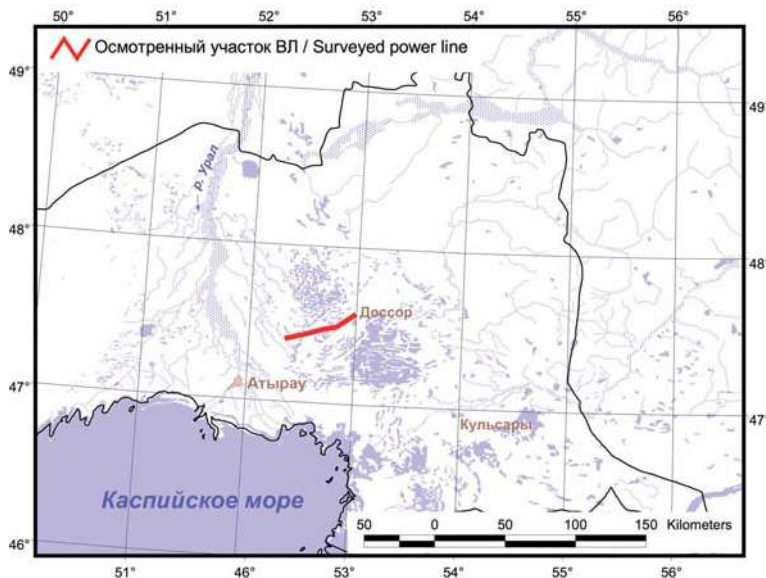 50° 51° 52° 53° 54° 55° 56°
Осмотренный участок ВЛ / Surveyed power line
49°
49°
р. Урал
48°
48°
Доссор
47°
Атырау
47°
Кульсары
Каспийское море
50 0 50 100 150 Kilometers
46°
51° 46° 53° 54° 55° 56°